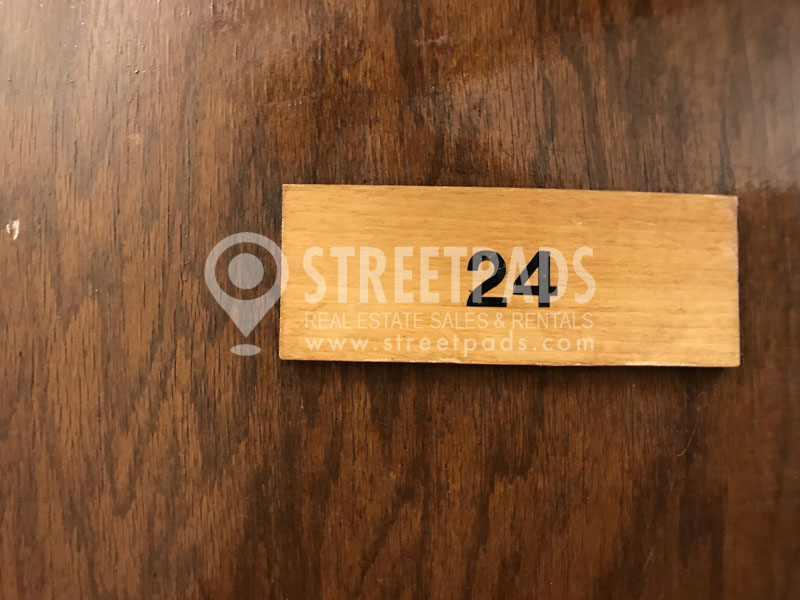 STREETPADS
24
REAL ESTATE SALES & RENTALS
www.streetpads.com